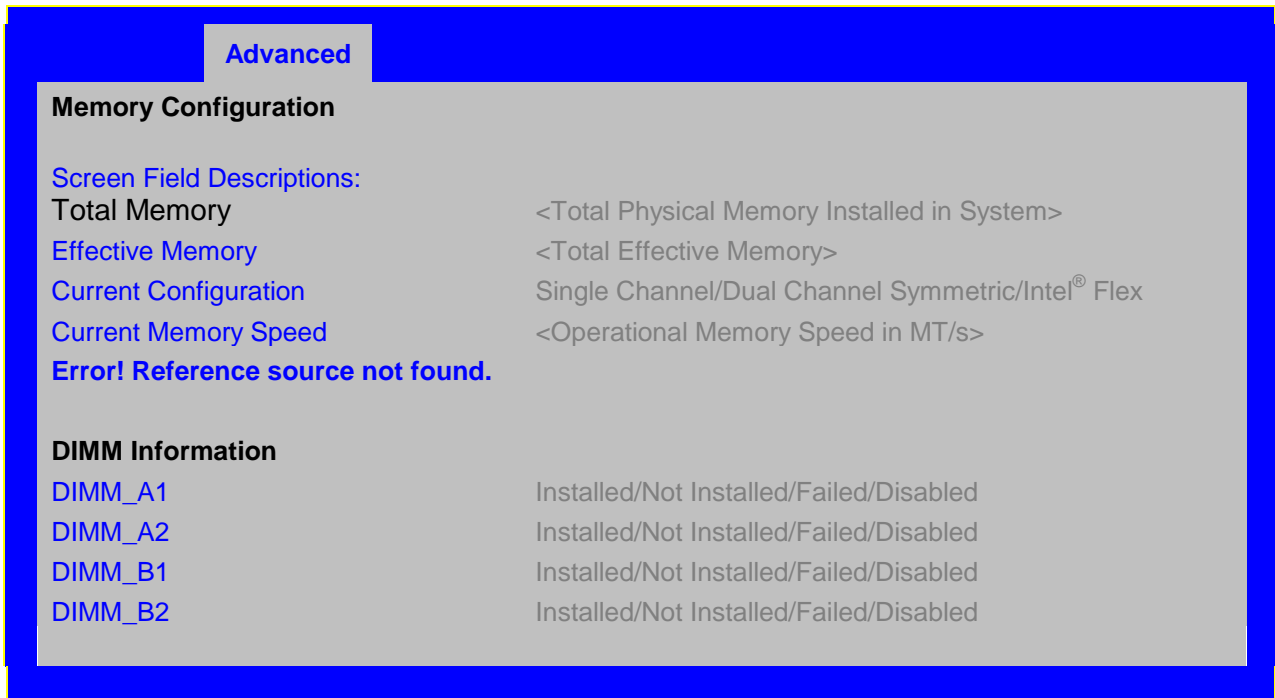 Advanced
Memory Configuration
Screen Field Descriptions:
Total Memory <Total Physical Memory Installed in System>
Effective Memory <Total Effective Memory>
Current Configuration Single Channel/Dual Channel Symmetric/Intel® Flex
Current Memory Speed <Operational Memory Speed in MT/s>
Error! Reference source not found.
DIMM Information
DIMM_A1 Installed/Not Installed/Failed/Disabled
DIMM_A2 Installed/Not Installed/Failed/Disabled
DIMM_B1 Installed/Not Installed/Failed/Disabled
DIMM_B2 Installed/Not Installed/Failed/Disabled